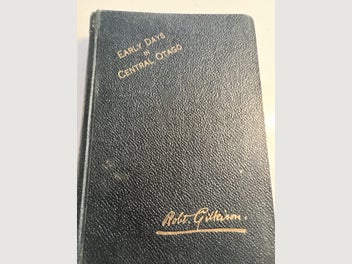 EARLY DAYS
IN
CENTRAL OTAGO
Robt. Gilkison.